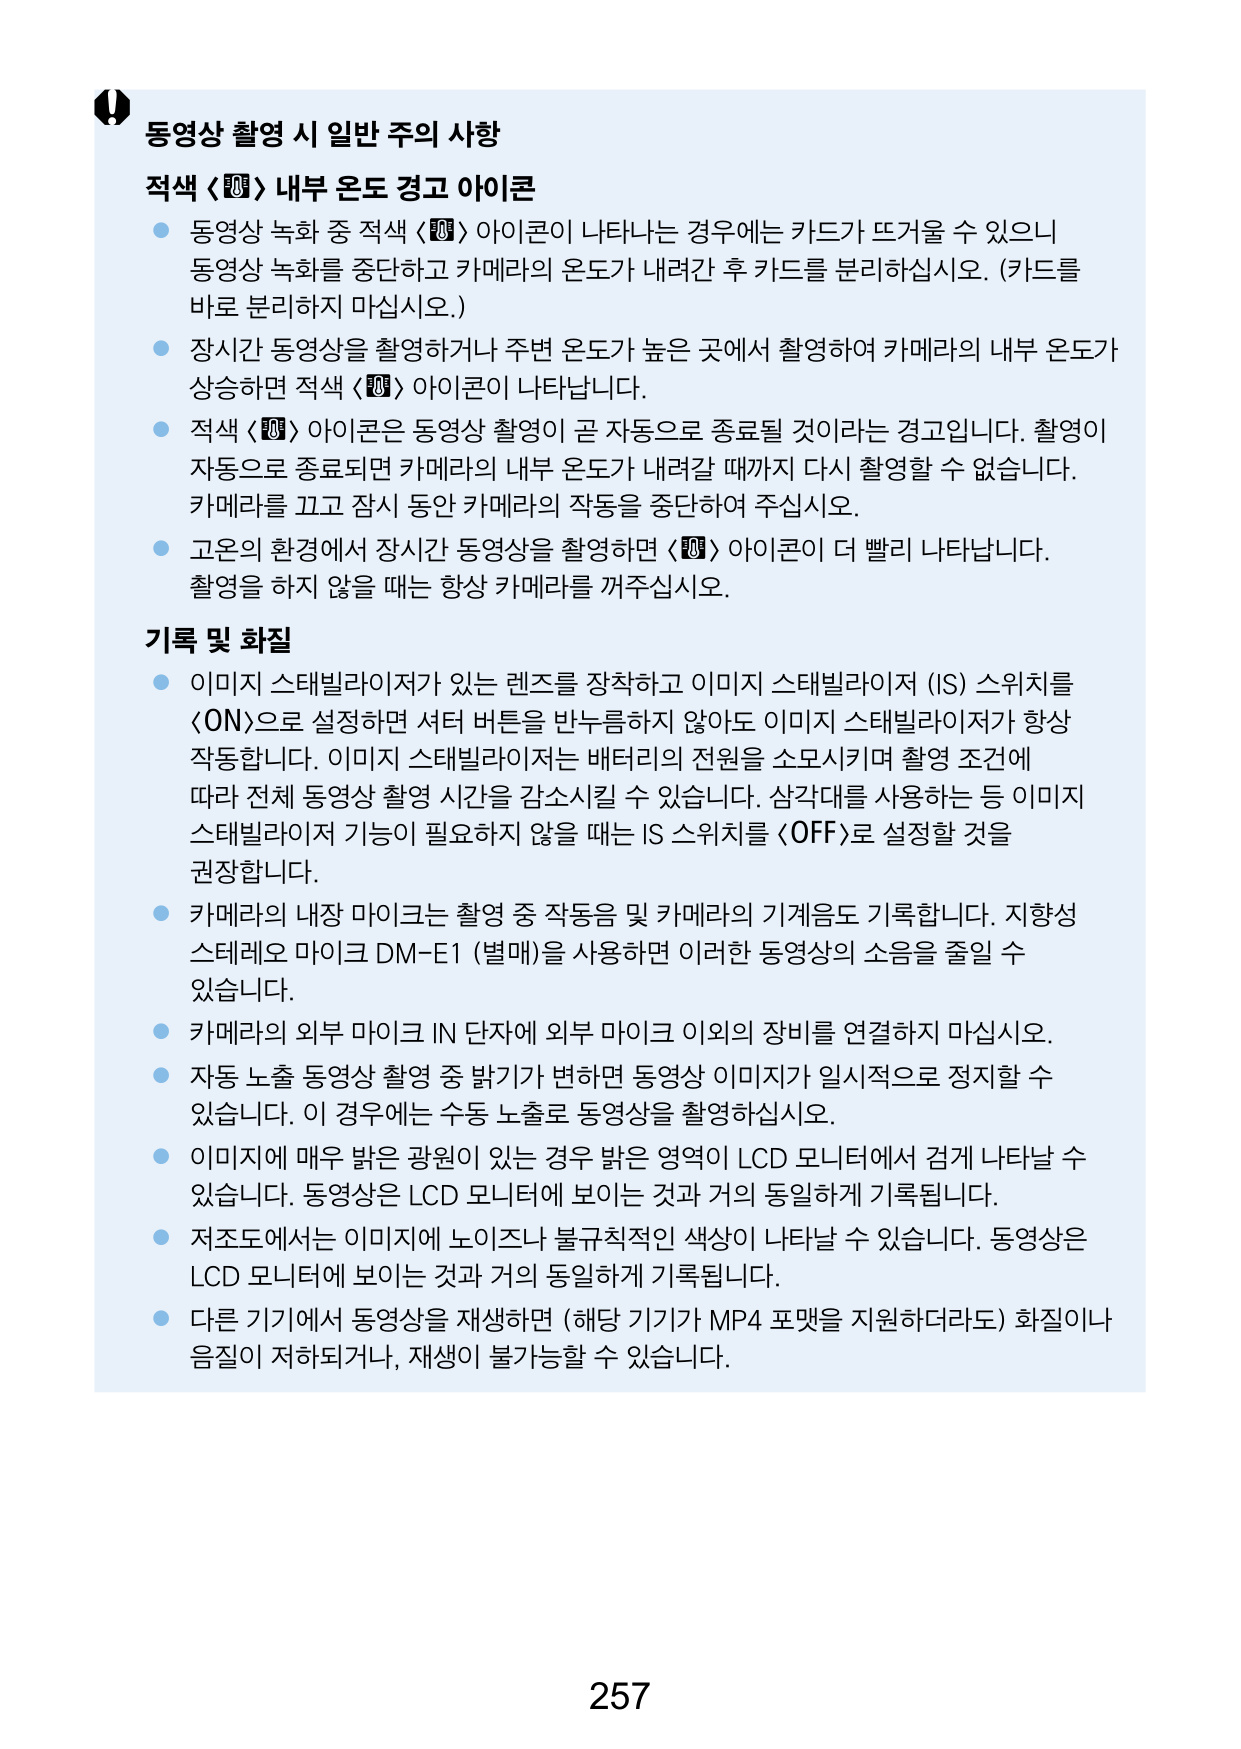 동영상 촬영 시 일반 주의 사항
적색 < > 내부 온도 경고 아이콘
● 동영상 녹화 중 적색 < > 아이콘이 나타나는 경우에는 카드가 뜨거울 수 있으니
동영상 녹화를 중단하고 카메라의 온도가 내려간 후 카드를 분리하십시오. (카드를
바로 분리하지 마십시오.)
● 장시간 동영상을 촬영하거나 주변 온도가 높은 곳에서 촬영하여 카메라의 내부 온도가
상승하면 적색 < > 아이콘이 나타납니다.
● 적색 < > 아이콘은 동영상 촬영이 곧 자동으로 종료될 것이라는 경고입니다. 촬영이
자동으로 종료되면 카메라의 내부 온도가 내려갈 때까지 다시 촬영할 수 없습니다.
카메라를 끄고 잠시 동안 카메라의 작동을 중단하여 주십시오.
● 고온의 환경에서 장시간 동영상을 촬영하면 < > 아이콘이 더 빨리 나타납니다.
촬영을 하지 않을 때는 항상 카메라를 꺼주십시오.
기록 및 화질
● 이미지 스태빌라이저가 있는 렌즈를 장착하고 이미지 스태빌라이저 (IS) 스위치를
<ON>으로 설정하면 셔터 버튼을 반누름하지 않아도 이미지 스태빌라이저가 항상
작동합니다. 이미지 스태빌라이저는 배터리의 전원을 소모시키며 촬영 조건에
따라 전체 동영상 촬영 시간을 감소시킬 수 있습니다. 삼각대를 사용하는 등 이미지
스태빌라이저 기능이 필요하지 않을 때는 IS 스위치를 <OFF>로 설정할 것을
권장합니다.
● 카메라의 내장 마이크는 촬영 중 작동음 및 카메라의 기계음도 기록합니다. 지향성
스테레오 마이크 DM-E1 (별매)을 사용하면 이러한 동영상의 소음을 줄일 수
있습니다.
● 카메라의 외부 마이크 IN 단자에 외부 마이크 이외의 장비를 연결하지 마십시오.
● 자동 노출 동영상 촬영 중 밝기가 변하면 동영상 이미지가 일시적으로 정지할 수
있습니다. 이 경우에는 수동 노출로 동영상을 촬영하십시오.
● 이미지에 매우 밝은 광원이 있는 경우 밝은 영역이 LCD 모니터에서 검게 나타날 수
있습니다. 동영상은 LCD 모니터에 보이는 것과 거의 동일하게 기록됩니다.
● 저조도에서는 이미지에 노이즈나 불규칙적인 색상이 나타날 수 있습니다. 동영상은
LCD 모니터에 보이는 것과 거의 동일하게 기록됩니다.
● 다른 기기에서 동영상을 재생하면 (해당 기기가 MP4 포맷을 지원하더라도) 화질이나
음질이 저하되거나, 재생이 불가능할 수 있습니다.
257